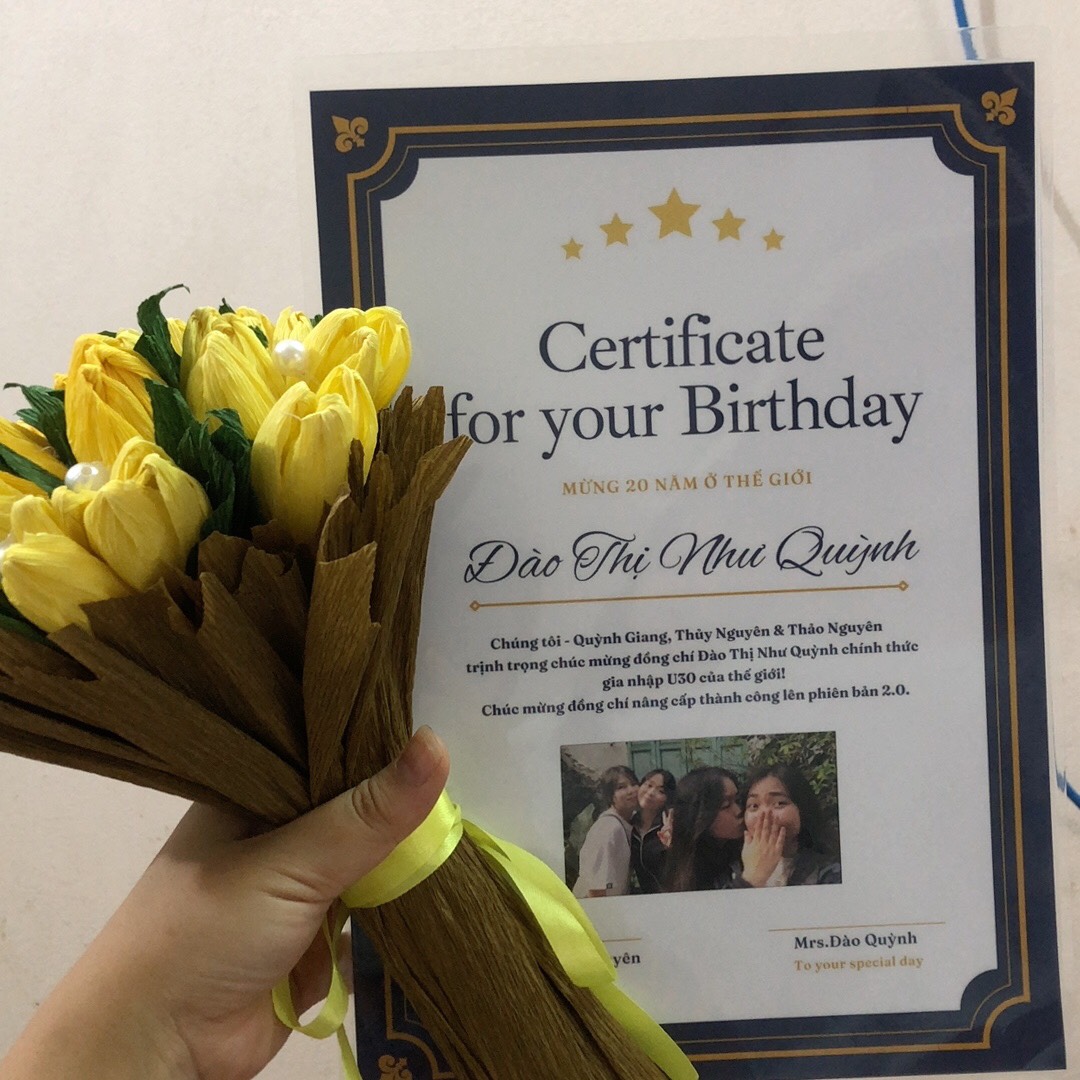 Certificate
for your Birthday
MỪNG 20 NĂM Ở THẾ GIỚI
Đào Thị Như Quỳnh
Chúng tôi - Quỳnh Giang, Thùy Nguyên & Thảo Nguyên
trịnh trọng chúc mừng đồng chí Đào Thị Như Quỳnh chính thức
gia nhập U30 của thế giới!
Chúc mừng đồng chí nâng cấp thành công lên phiên bản 2.0.
yên
Mrs.Đào Quỳnh
To your special day